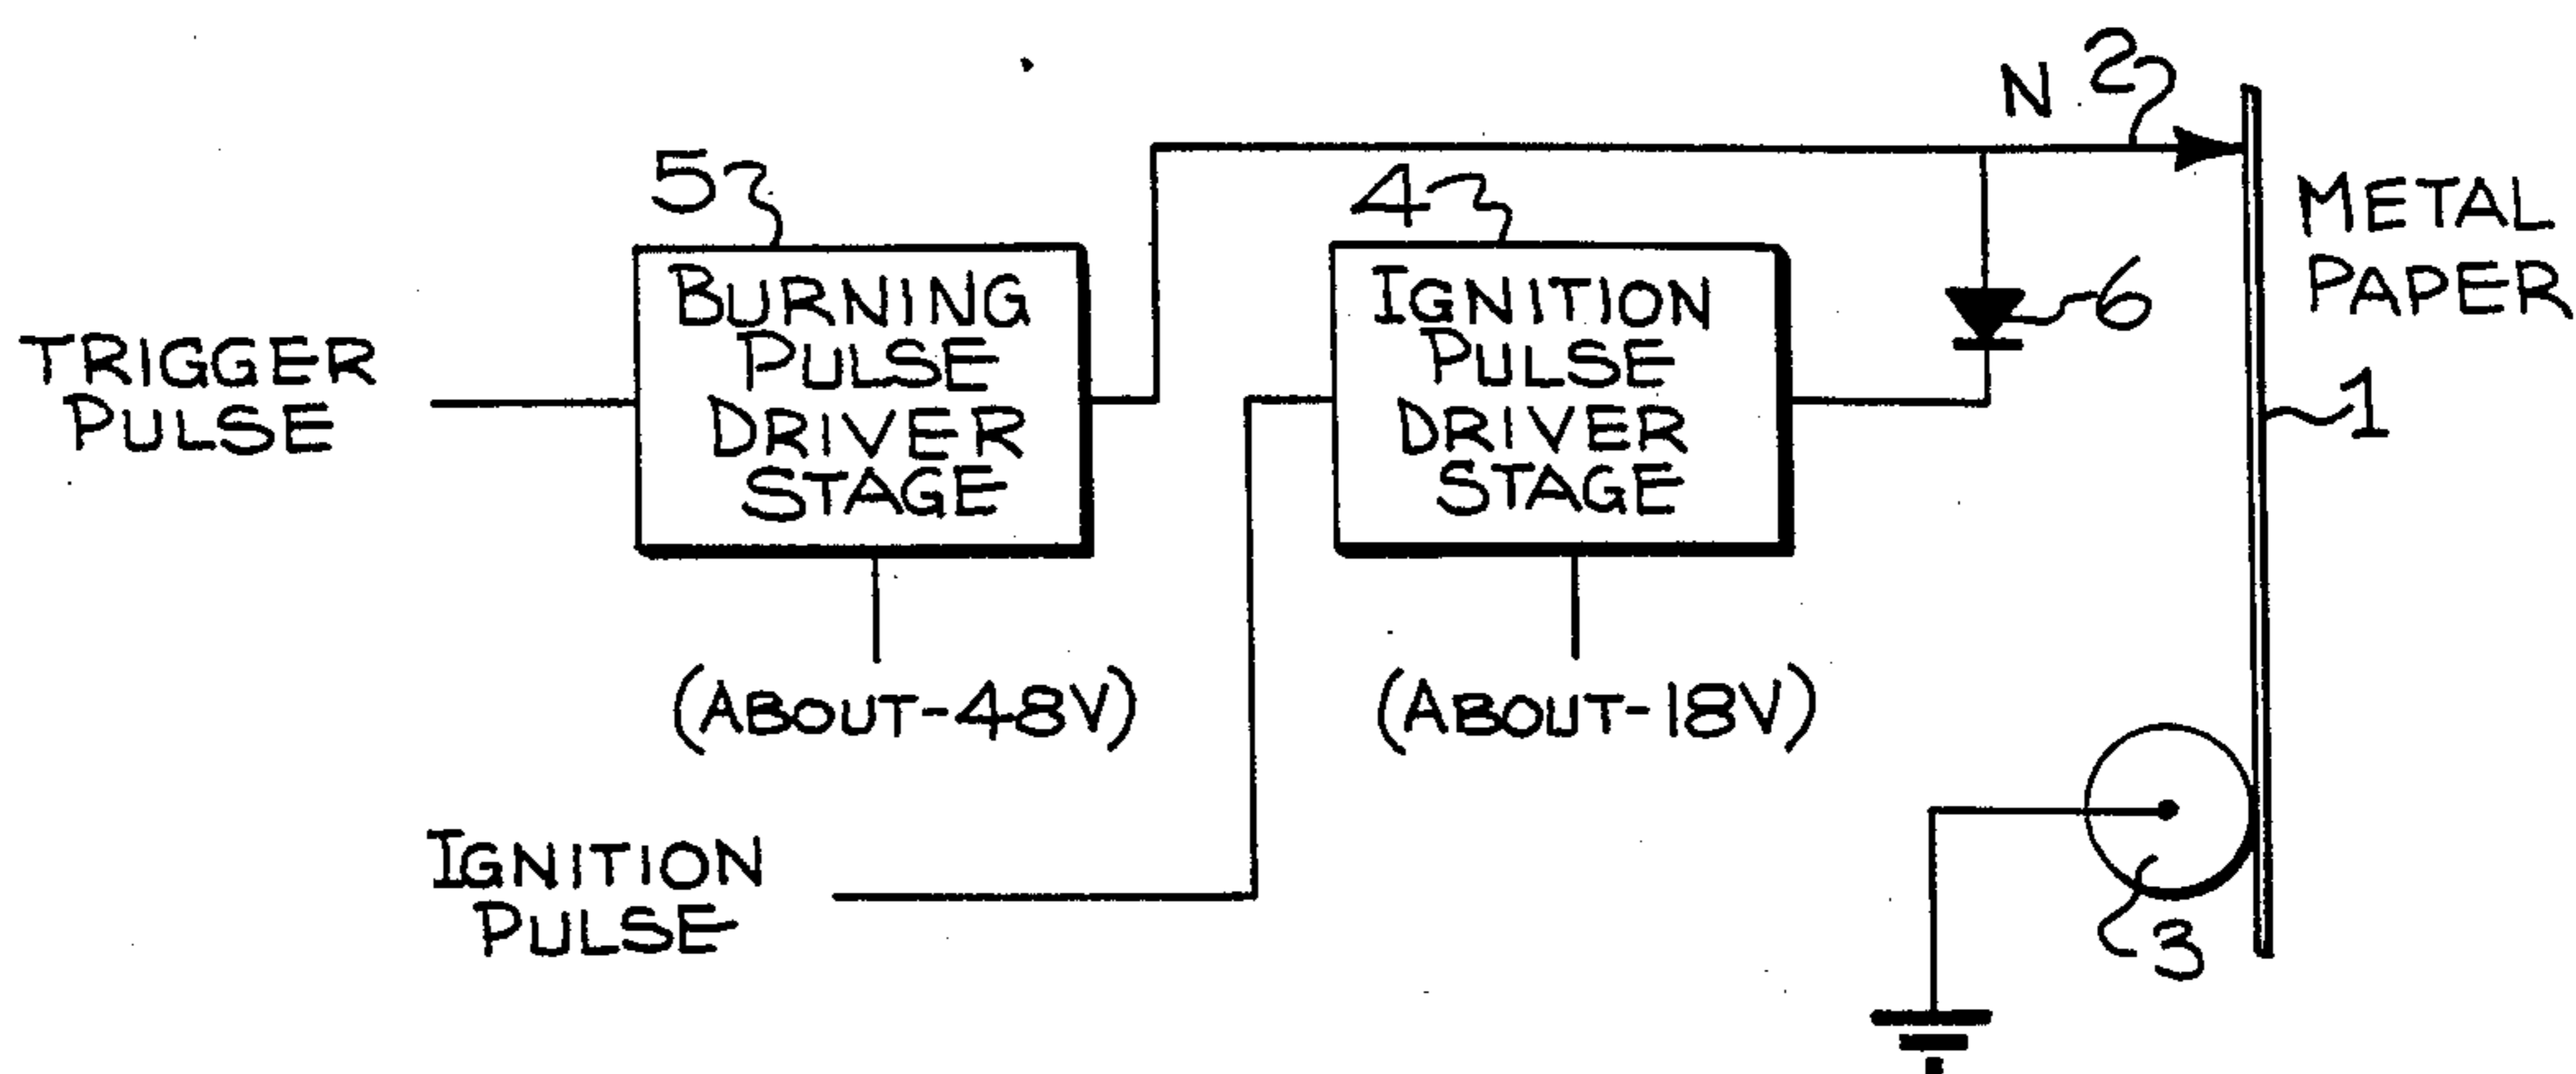 N 2
5
4
METAL
PAPER
BURNING
PULSE
DRIVER
STAGE
IGNITION
PULSE
DRIVER
STAGE
6
TRIGGER
PULSE
1
(ABOUT-48V)
(ABOUT-18V)
IGNITION
PULSE
3